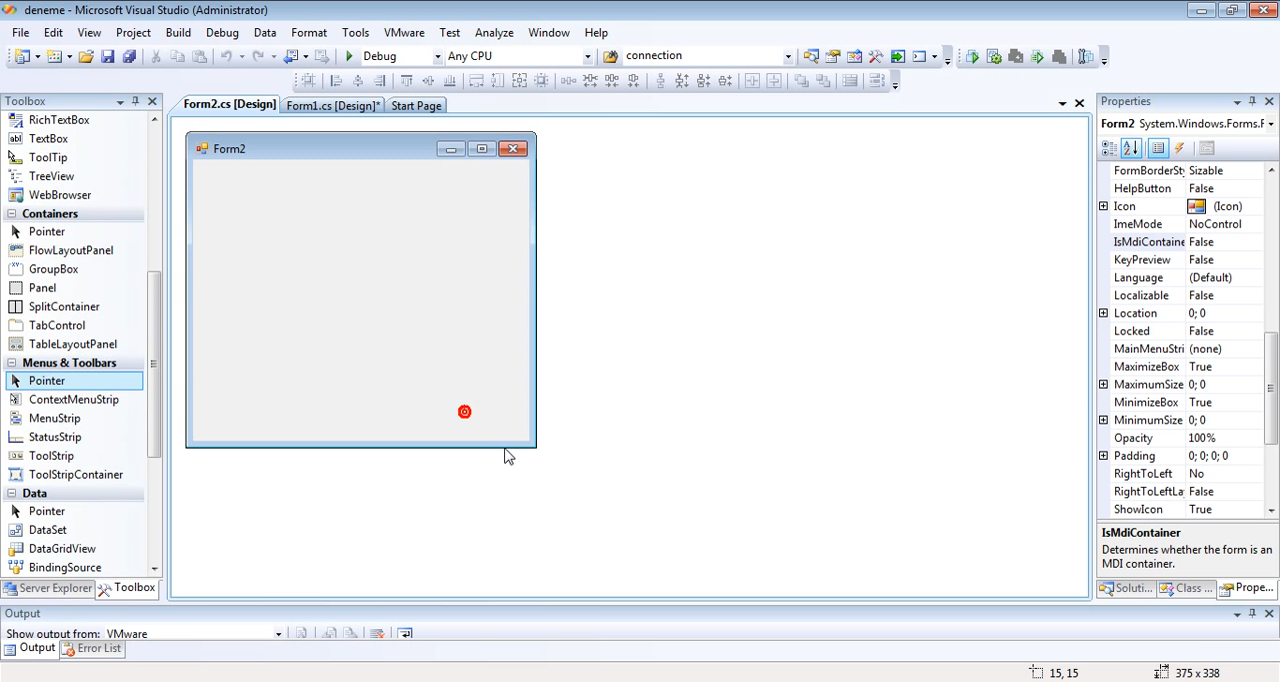 deneme - Microsoft Visual Studio (Administrator)
File Edit View Project Build Debug Data Format Tools VMware Test Analyze Window Help
Debug Any CPU connection
Toolbox
RichTextBox
TextBox
ToolTip
TreeView
WebBrowser
Containers
Pointer
FlowLayoutPanel
GroupBox
Panel
SplitContainer
TabControl
TableLayoutPanel
Menus & Toolbars
Pointer
ContextMenuStrip
MenuStrip
StatusStrip
ToolStrip
ToolStripContainer
Data
Pointer
DataSet
DataGridView
BindingSource
Server Explorer Toolbox
Form2.cs [Design] Form1.cs [Design]* Start Page
Form2
Properties
Form2 System.Windows.Forms.F
FormBorderSty Sizable
HelpButton False
Icon (Icon)
ImeMode NoControl
IsMdiContaine False
KeyPreview False
Language (Default)
Localizable False
Location 0; 0
Locked False
MainMenuStri (none)
MaximizeBox True
MaximumSize 0; 0
MinimizeBox True
MinimumSize 0; 0
Opacity 100%
Padding 0; 0; 0; 0
RightToLeft No
RightToLeftLa False
ShowIcon True
IsMdiContainer
Determines whether the form is an
MDI container.
Soluti... Class ... Prope...
Output
Show output from: VMware
Output Error List
15, 15 375 x 338